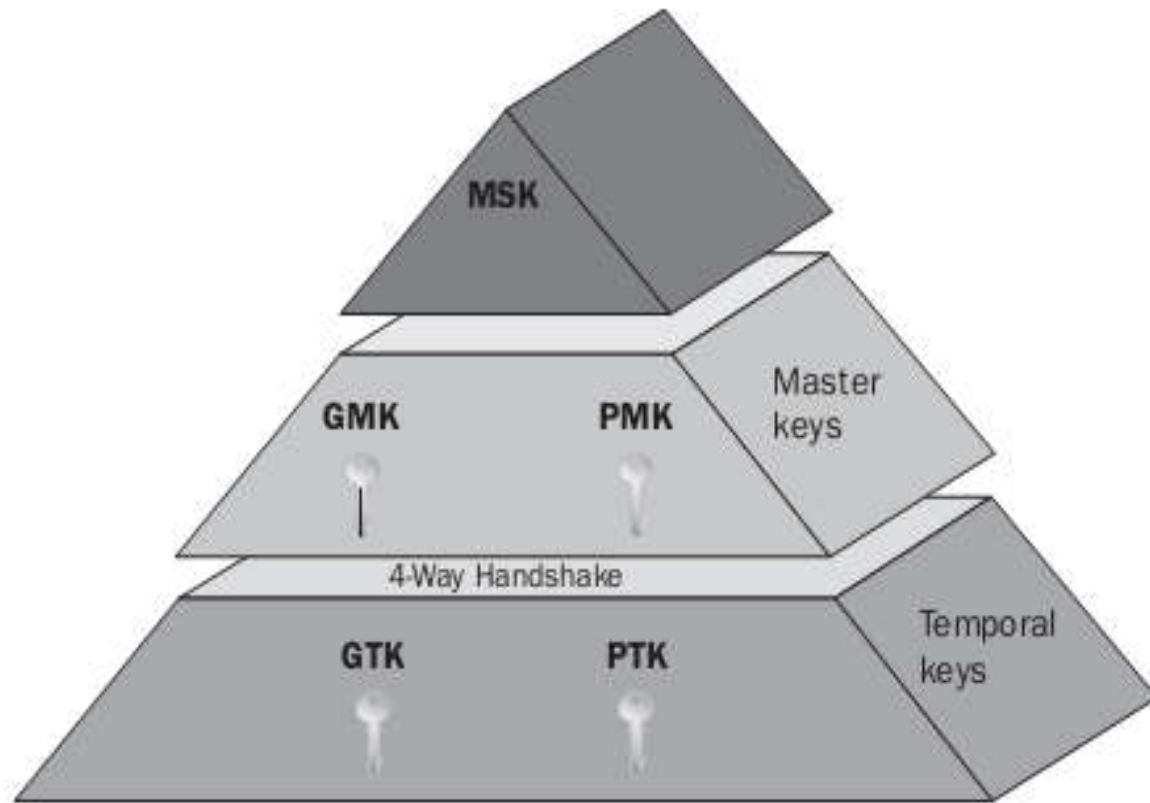 MSK
GMK PMK
Master
keys
4-Way Handshake
GTK PTK
Temporal
keys